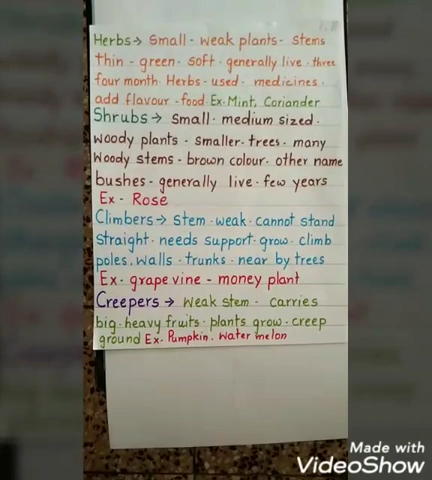 Herbs → Small - weak plants - stems
thin - green - soft - generally live - three
four month. Herbs - used - medicines.
add flavour - food Ex. Mint, Coriander
Shrubs → Small - medium sized.
woody plants - smaller - trees - many
Woody stems - brown colour - other name
bushes - generally live - few years
Ex - Rose
Climbers → Stem - weak - cannot stand
straight - needs support - grow - climb
poles. walls - trunks - near by trees
Ex - grape vine - money plant
Creepers → Weak stem - carries
big - heavy fruits - plants grow - creep
ground Ex. Pumpkin. Water melon
Made with
VideoShow